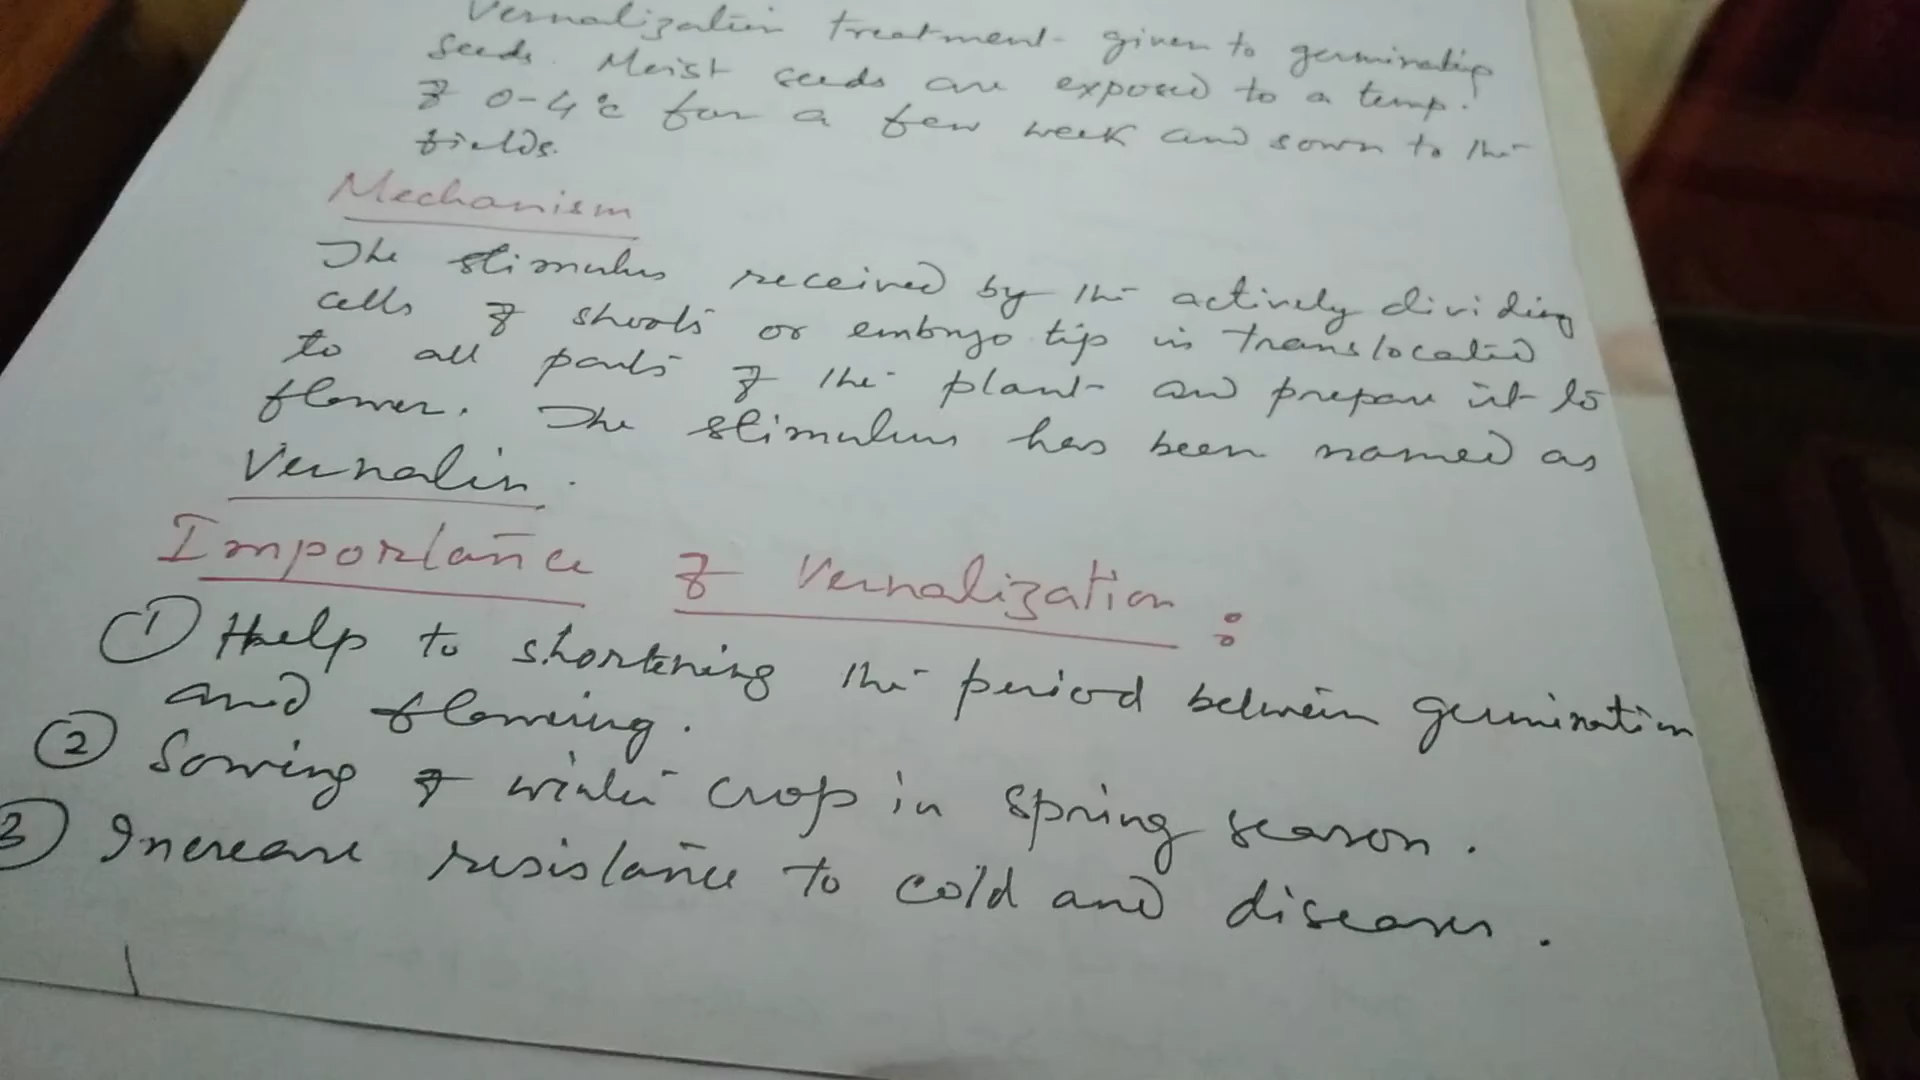 Vernalization treatment given to germinating
seeds. Moist seeds are exposed to a temp.
of 0-4°c for a few week and sown to the
fields.
Mechanism
The stimulus received by the actively dividing
cells of shoots or embryo tip is translocated
to all parts of the plant and prepare it to
flower. The stimulus has been named as
Vernalin.
Importance of Vernalization:
① Help to shortening the period between germination
and flowering.
② Sowing of winter crop in spring season.
③ Increase resistance to cold and diseases.